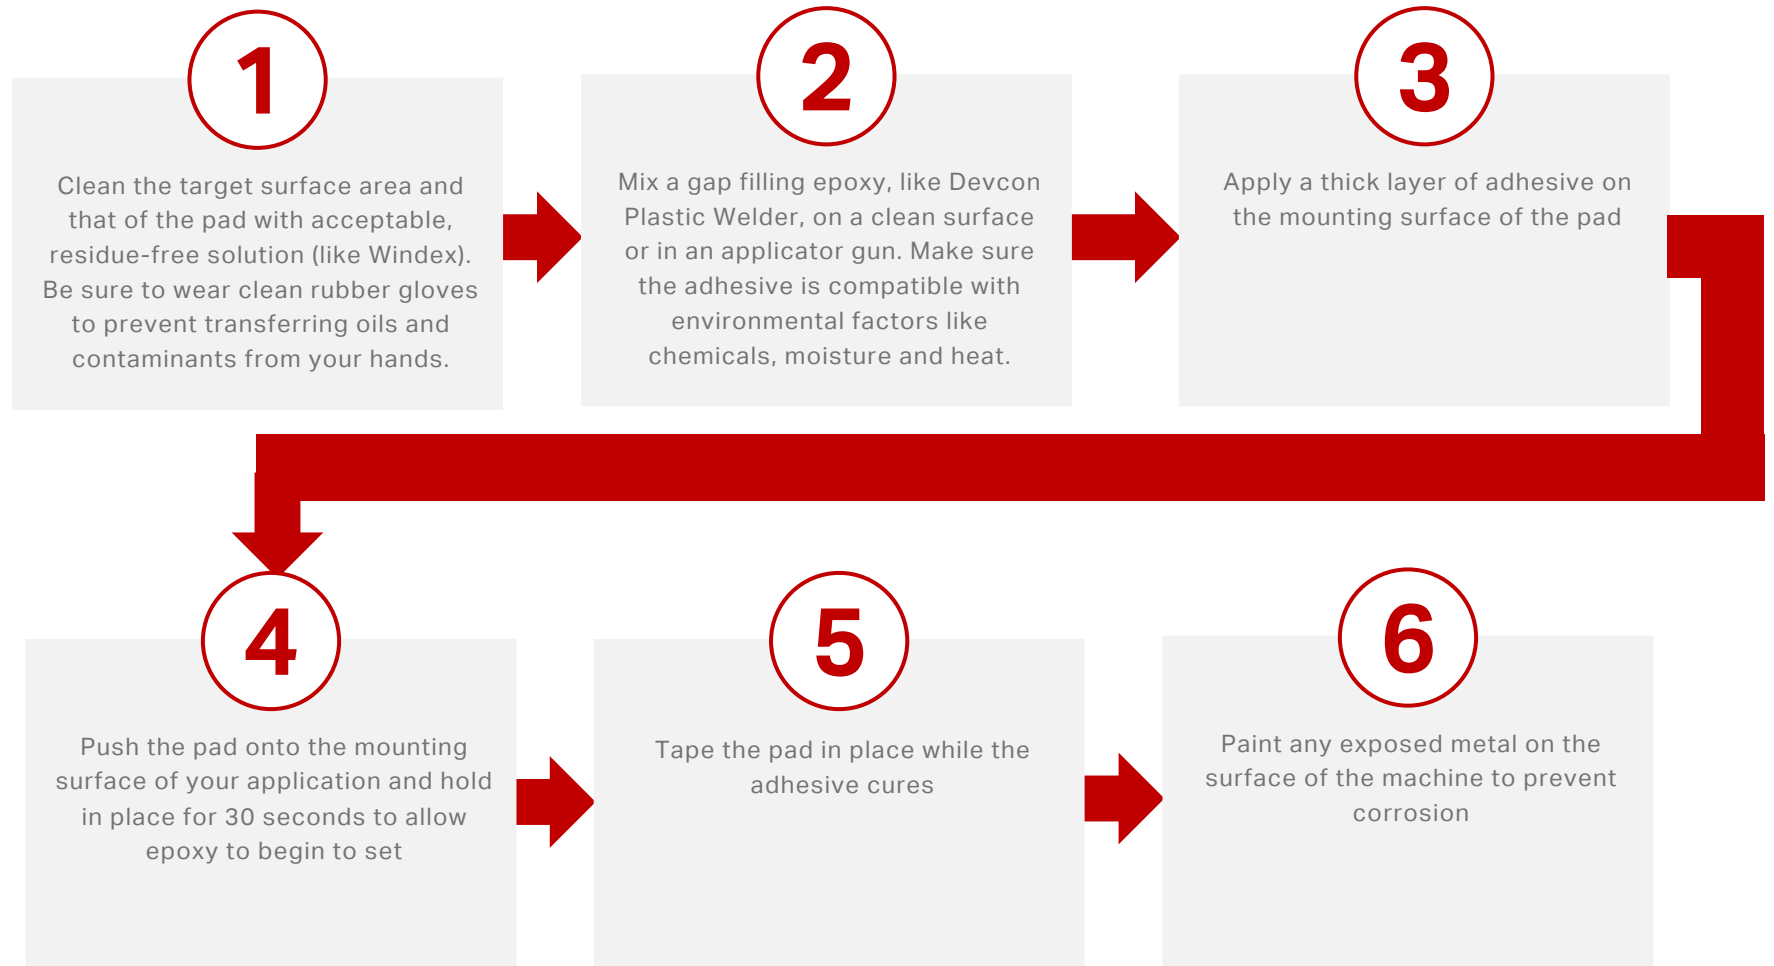 1
Clean the target surface area and
that of the pad with acceptable,
residue-free solution (like Windex).
Be sure to wear clean rubber gloves
to prevent transferring oils and
contaminants from your hands.
2
Mix a gap filling epoxy, like Devcon
Plastic Welder, on a clean surface
or in an applicator gun. Make sure
the adhesive is compatible with
environmental factors like
chemicals, moisture and heat.
3
Apply a thick layer of adhesive on
the mounting surface of the pad
4
Push the pad onto the mounting
surface of your application and hold
in place for 30 seconds to allow
epoxy to begin to set
5
Tape the pad in place while the
adhesive cures
6
Paint any exposed metal on the
surface of the machine to prevent
corrosion